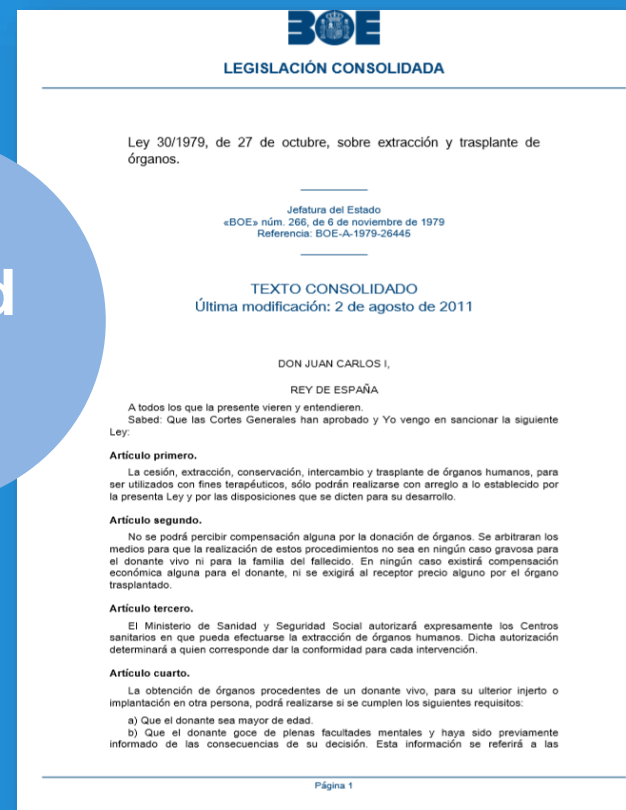 BOE
LEGISLACIÓN CONSOLIDADA
Ley 30/1979, de 27 de octubre, sobre extracción y trasplante de
órganos.
Jefatura del Estado
«BOE» núm. 266, de 6 de noviembre de 1979
Referencia: BOE-A-1979-26445
TEXTO CONSOLIDADO
Última modificación: 2 de agosto de 2011
DON JUAN CARLOS I,
REY DE ESPAÑA
A todos los que la presente vieren y entendieren.
Sabed: Que las Cortes Generales han aprobado y Yo vengo en sancionar la siguiente
Ley:
Artículo primero.
La cesión, extracción, conservación, intercambio y trasplante de órganos humanos, para
ser utilizados con fines terapéuticos, sólo podrán realizarse con arreglo a lo establecido por
la presenta Ley y por las disposiciones que se dicten para su desarrollo.
Artículo segundo.
No se podrá percibir compensación alguna por la donación de órganos. Se arbitraran los
medios para que la realización de estos procedimientos no sea en ningún caso gravosa para
el donante vivo ni para la familia del fallecido. En ningún caso existirá compensación
económica alguna para el donante, ni se exigirá al receptor precio alguno por el órgano
trasplantado.
Artículo tercero.
El Ministerio de Sanidad y Seguridad Social autorizará expresamente los Centros
sanitarios en que pueda efectuarse la extracción de órganos humanos. Dicha autorización
determinará a quien corresponde dar la conformidad para cada intervención.
Artículo cuarto.
La obtención de órganos procedentes de un donante vivo, para su ulterior injerto o
implantación en otra persona, podrá realizarse si se cumplen los siguientes requisitos:
a) Que el donante sea mayor de edad.
b) Que el donante goce de plenas facultades mentales y haya sido previamente
informado de las consecuencias de su decisión. Esta información se referirá a las
Página 1